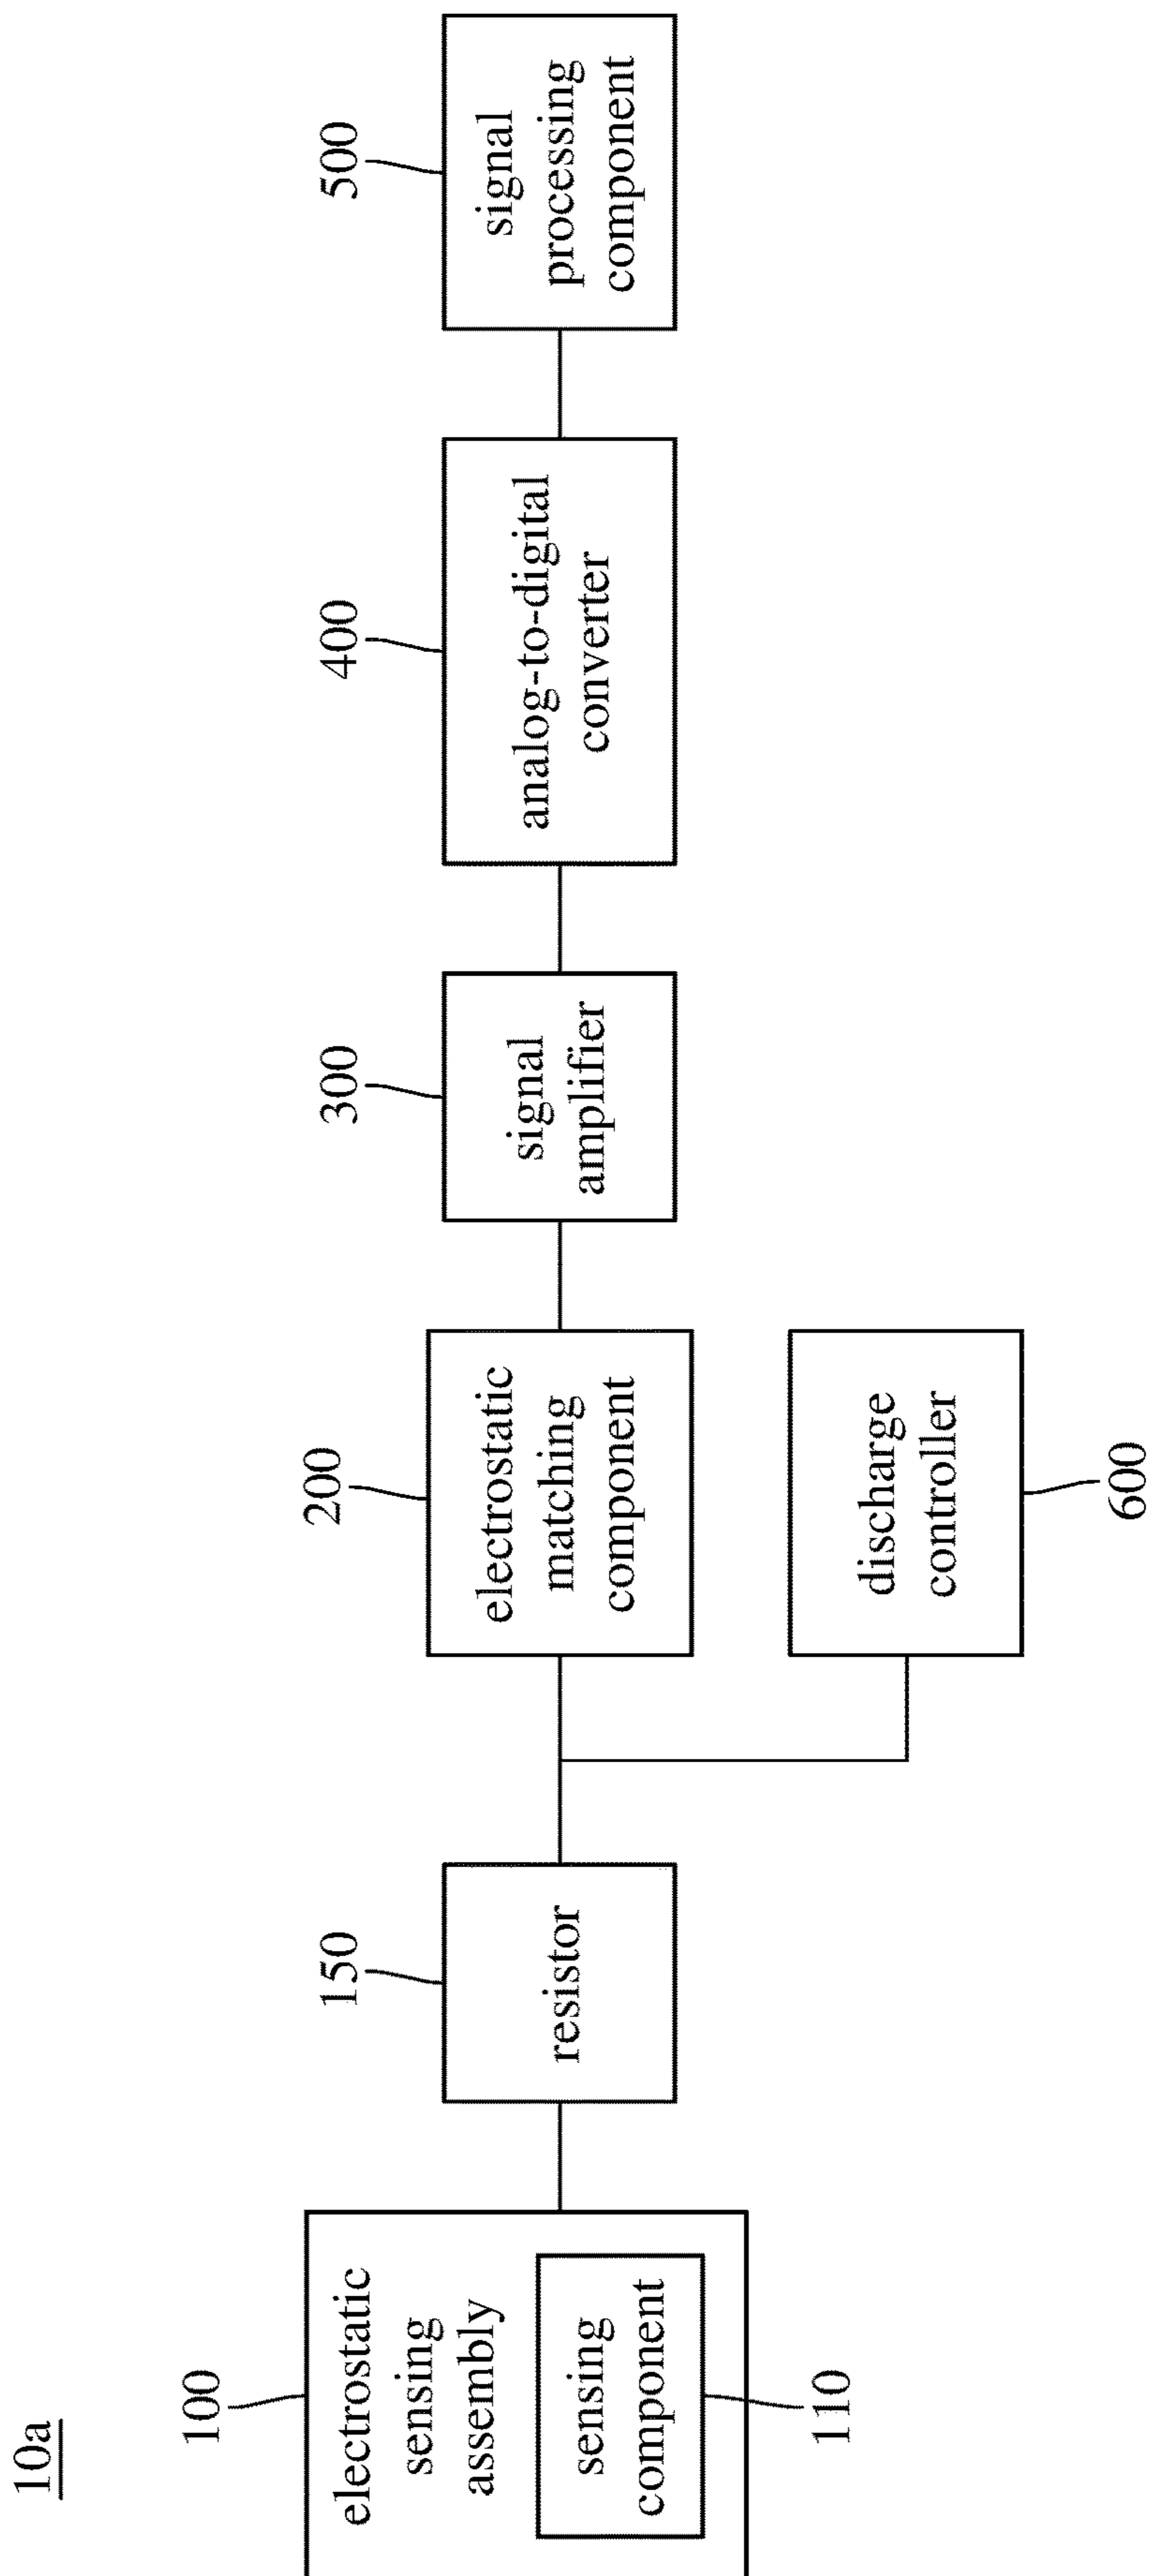 10a
100
electrostatic
sensing
assembly
sensing
component
110
150
resistor
200
electrostatic
matching
component
discharge
controller
600
300
signal
amplifier
400
analog-to-digital
converter
500
signal
processing
component